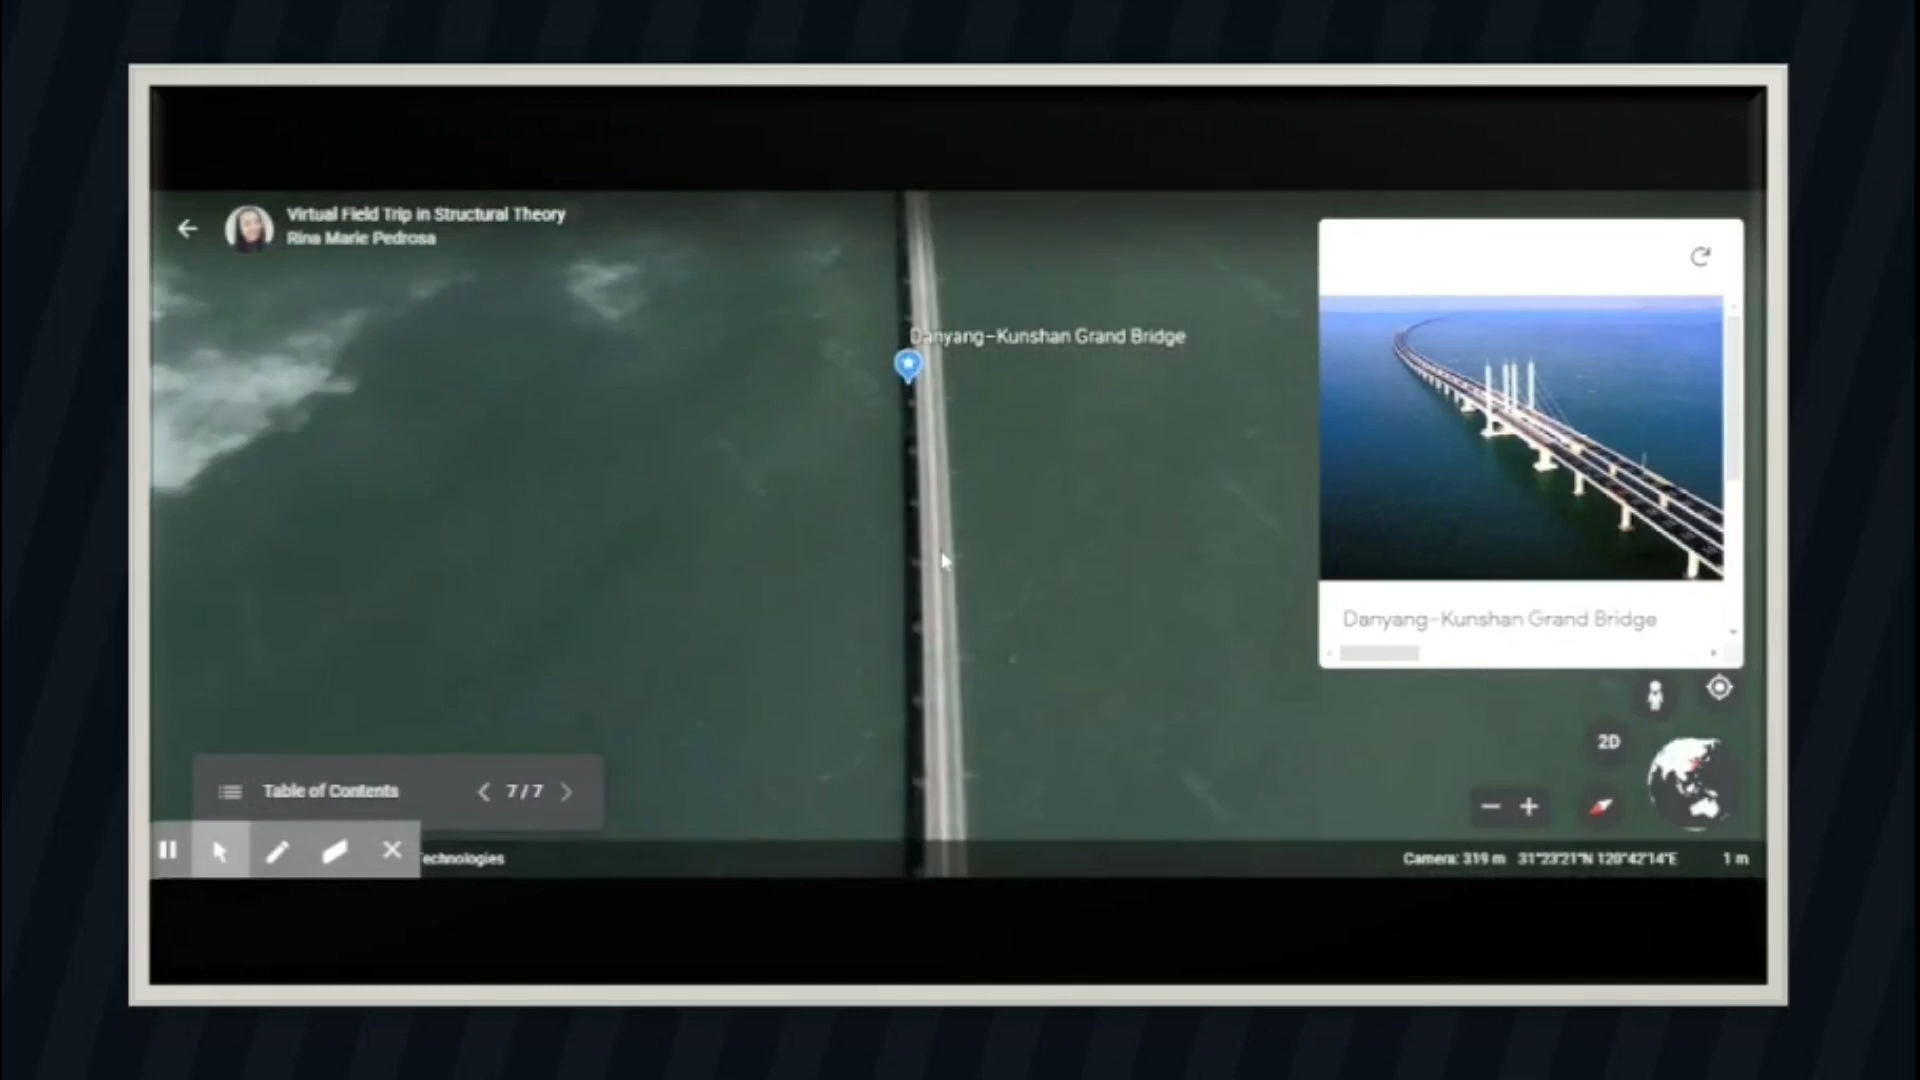 Virtual Field Trip in Structural Theory
Rina Marie Pedrosa
Danyang–Kunshan Grand Bridge
Danyang–Kunshan Grand Bridge
2D
Table of Contents
7 / 7
Technologies
Camera: 319 m 31°23'21"N 120°42'14"E 1 m